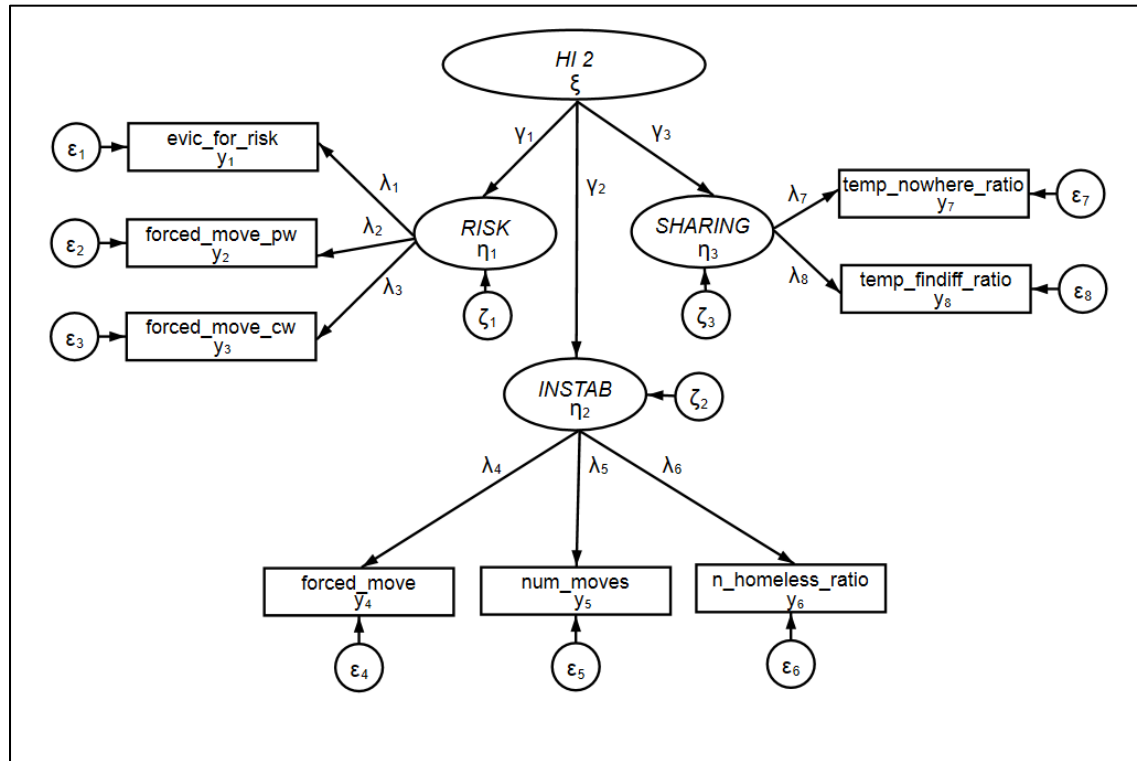 HI 2
ξ
γ₁
γ₂
γ₃
ε₁
evic_for_risk
y₁
λ₁
ε₂
forced_move_pw
y₂
λ₂
ε₃
forced_move_cw
y₃
λ₃
RISK
η₁
ζ₁
SHARING
η₃
ζ₃
λ₇
temp_nowhere_ratio
y₇
ε₇
λ₈
temp_findiff_ratio
y₈
ε₈
INSTAB
η₂
ζ₂
λ₄
λ₅
λ₆
forced_move
y₄
num_moves
y₅
n_homeless_ratio
y₆
ε₄
ε₅
ε₆